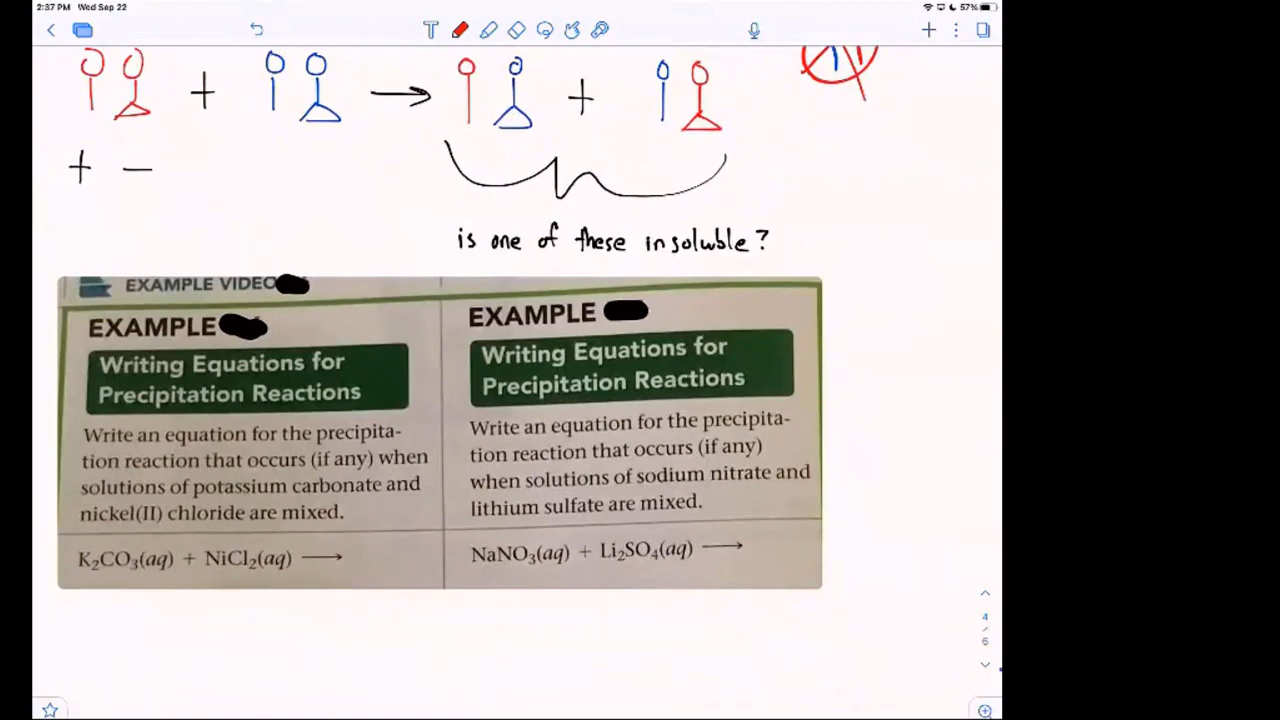 2:37 PM Wed Sep 22
57%
T
+ +
+ −
is one of these insoluble?
EXAMPLE VIDEO
EXAMPLE
Writing Equations for
Precipitation Reactions
Write an equation for the precipita-
tion reaction that occurs (if any) when
solutions of potassium carbonate and
nickel(II) chloride are mixed.
K₂CO₃(aq) + NiCl₂(aq) ⟶
EXAMPLE
Writing Equations for
Precipitation Reactions
Write an equation for the precipita-
tion reaction that occurs (if any)
when solutions of sodium nitrate and
lithium sulfate are mixed.
NaNO₃(aq) + Li₂SO₄(aq) ⟶
4
/
6